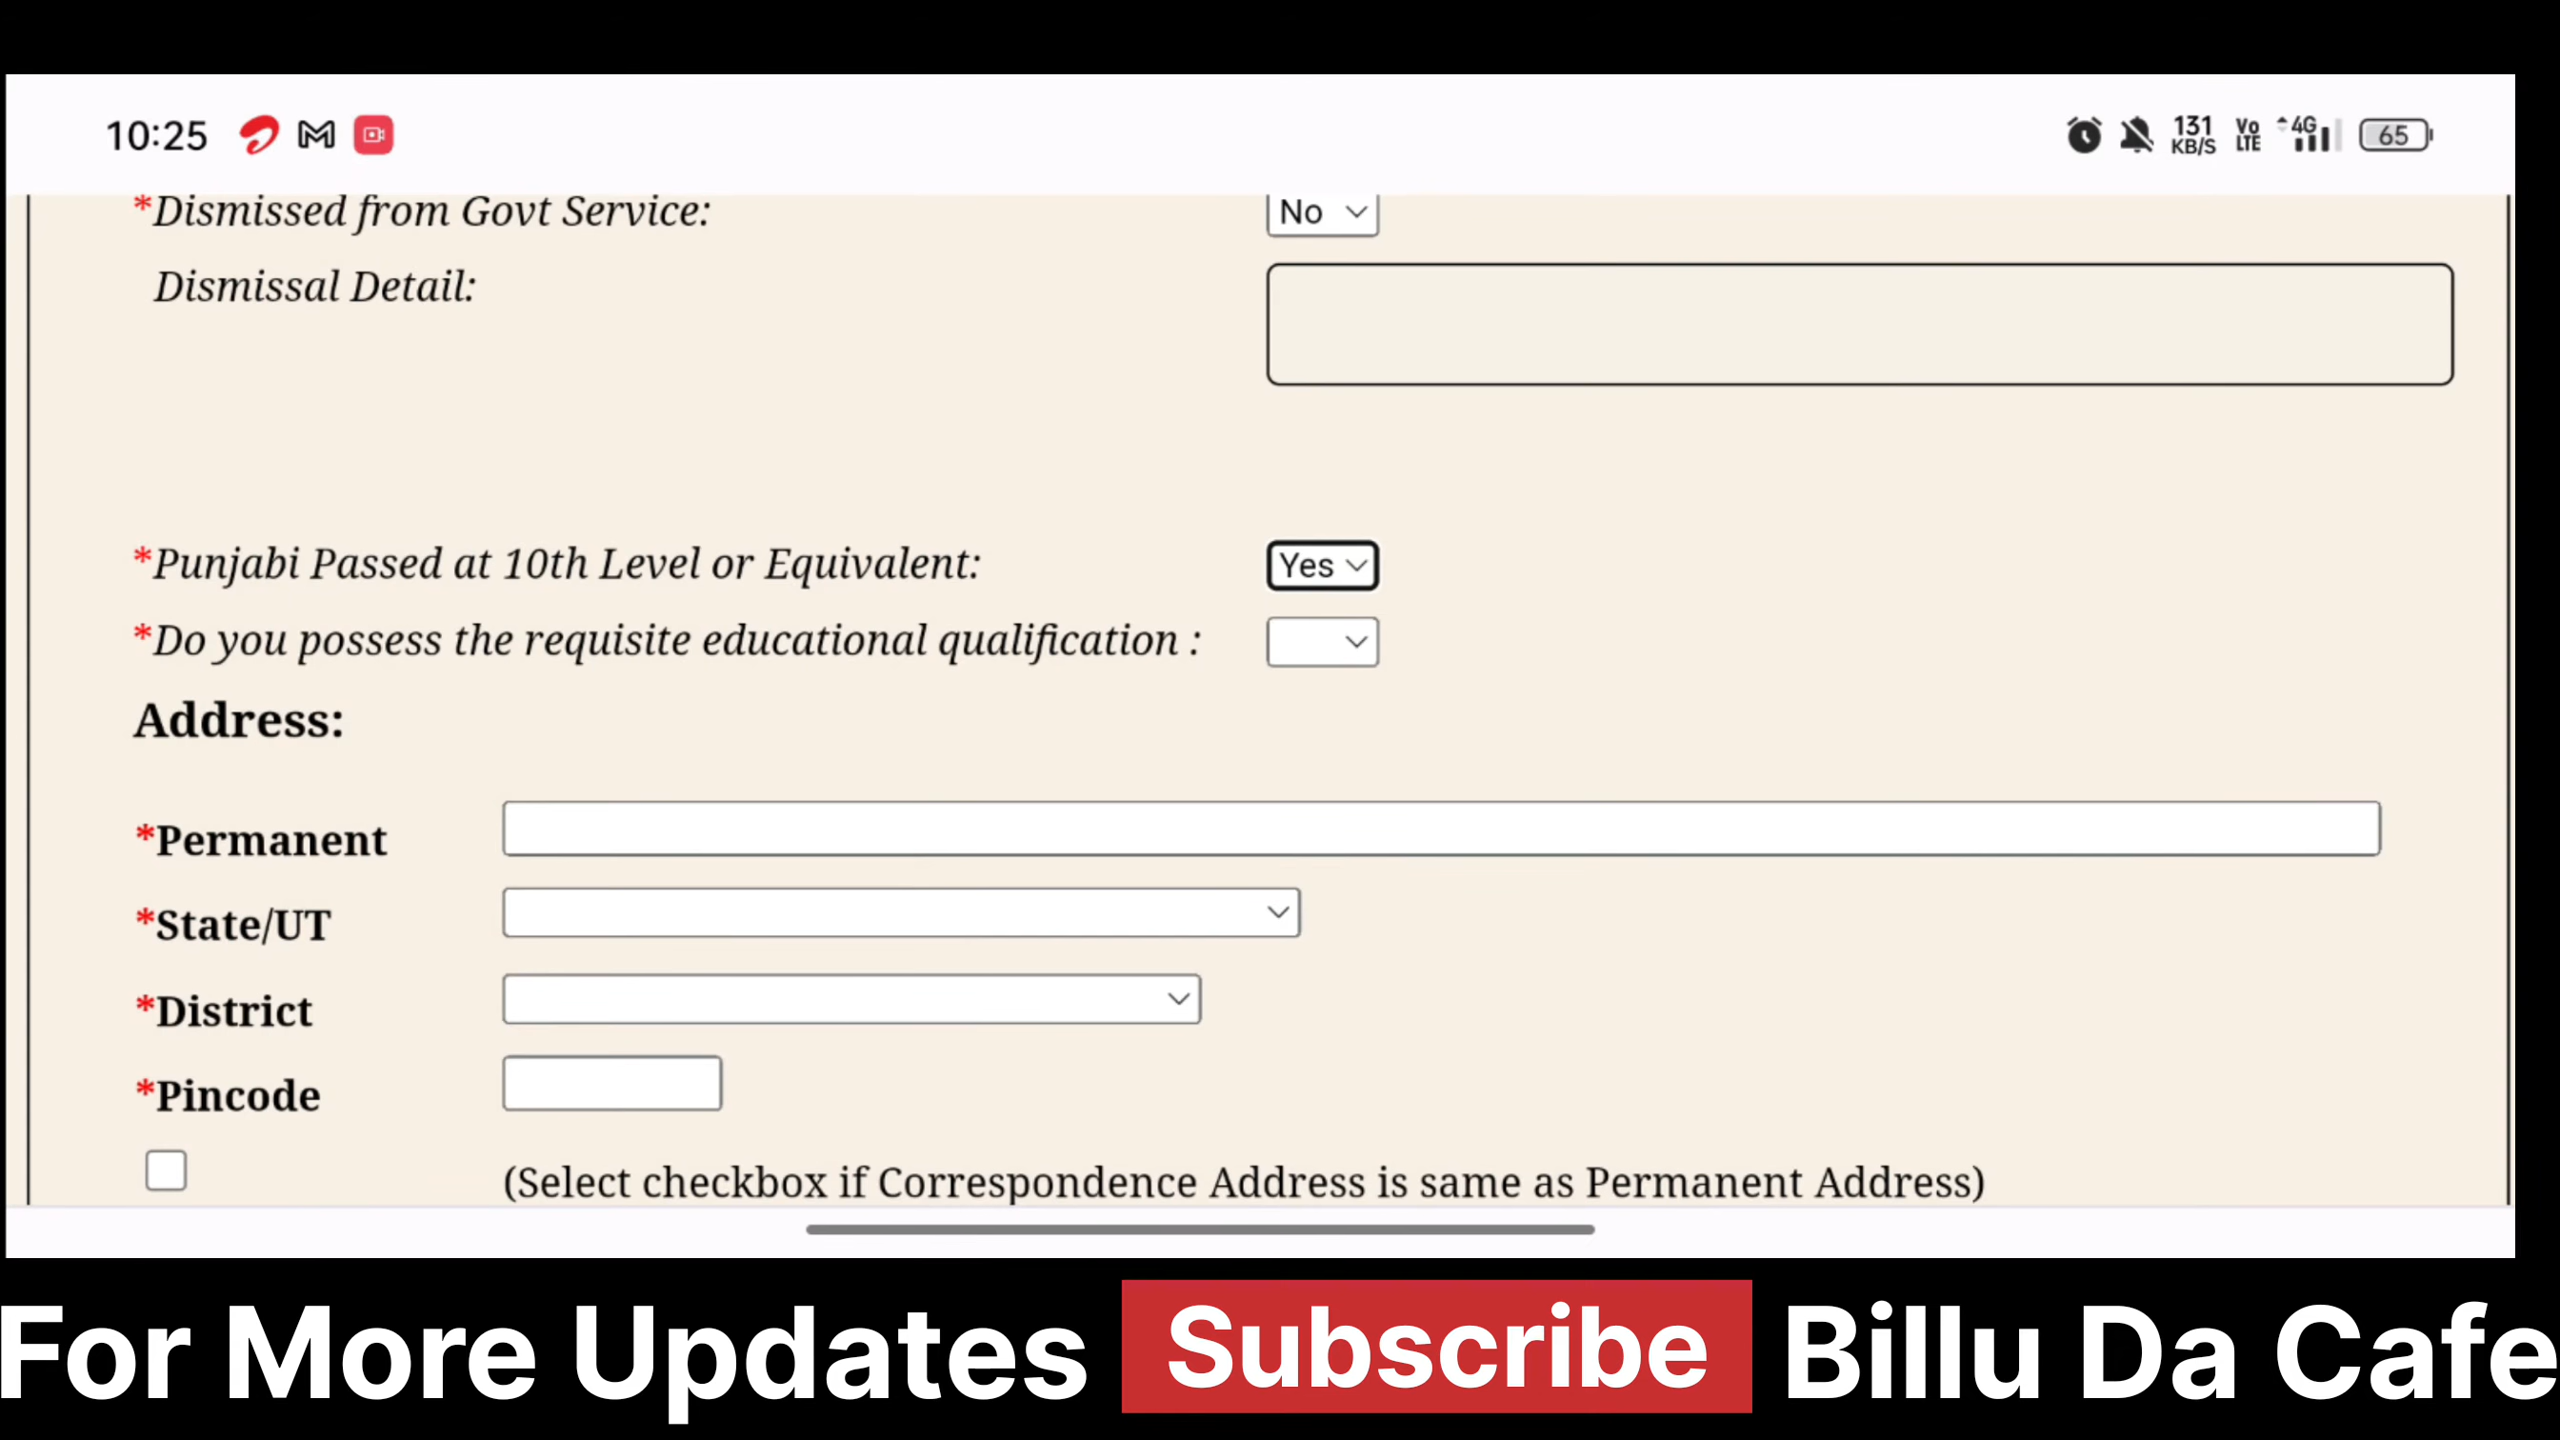 10:25 131 KB/S Vo LTE 4G 65
*Dismissed from Govt Service: No
Dismissal Detail:
*Punjabi Passed at 10th Level or Equivalent: Yes
*Do you possess the requisite educational qualification :
Address:
*Permanent
*State/UT
*District
*Pincode
(Select checkbox if Correspondence Address is same as Permanent Address)
For More Updates Subscribe Billu Da Cafe